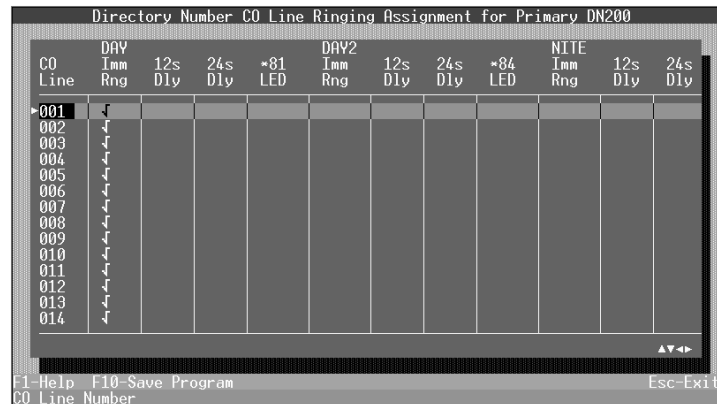 Directory Number CO Line Ringing Assignment for Primary DN200
DAY DAY2 NITE
CO Imm 12s 24s *81 Imm 12s 24s *84 Imm 12s 24s
Line Rng Dly Dly LED Rng Dly Dly LED Rng Dly Dly
►001 √
002 √
003 √
004 √
005 √
006 √
007 √
008 √
009 √
010 √
011 √
012 √
013 √
014 √
▲▼◄►
F1-Help F10-Save Program Esc-Exit
CO Line Number